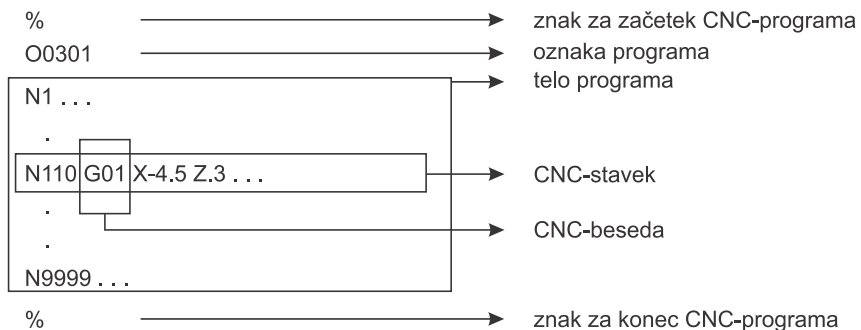 % znak za začetek CNC-programa
O0301 oznaka programa
telo programa
N1 . . .
.
N110 G01 X-4.5 Z.3 . . . CNC-stavek
.
CNC-beseda
.
N9999 . . .
% znak za konec CNC-programa